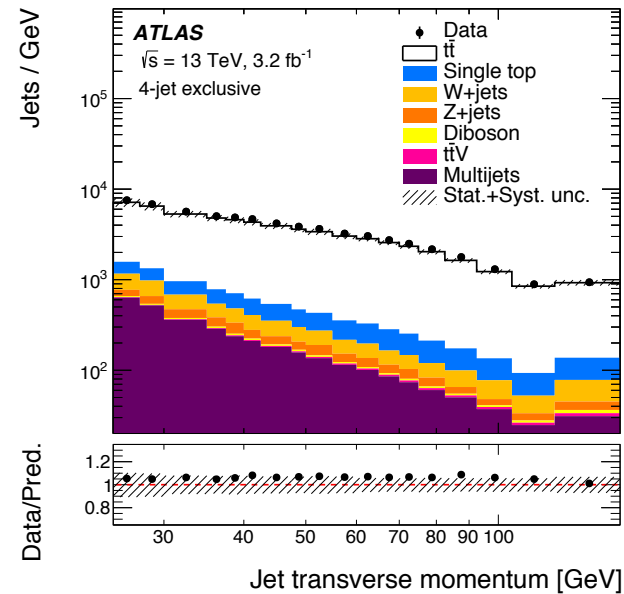 Jets / GeV
ATLAS
√s = 13 TeV, 3.2 fb⁻¹
4-jet exclusive
Data
tt̄
Single top
W+jets
Z+jets
Diboson
tt̄V
Multijets
Stat.+Syst. unc.
10⁵
10⁴
10³
10²
Data/Pred.
1.2
1
0.8
30 40 50 60 70 80 90 100
Jet transverse momentum [GeV]